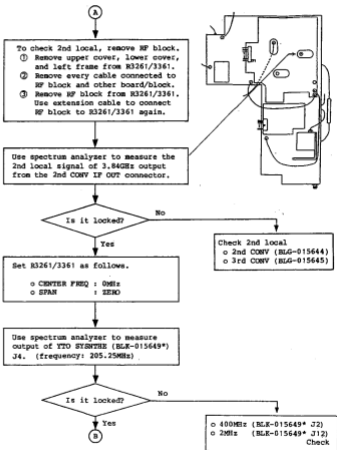 A
To check 2nd local, remove RF block.
① Remove upper cover, lower cover,
and left frame from R3261/3361.
② Remove every cable connected to
RF block and other board/block.
③ Remove RF block from R3261/3361.
Use extension cable to connect
RF block to R3261/3361 again.
Use spectrum analyzer to measure the
2nd local signal of 3.84GHz output
from the 2nd CONV IF OUT connector.
Is it locked?
No
Yes
Check 2nd local
o 2nd CONV (BLG-015644)
o 3rd CONV (BLG-015645)
Set R3261/3361 as follows.
o CENTER FREQ : 0MHz
o SPAN : ZERO
Use spectrum analyzer to measure
output of YTO SYNTHE (BLK-015649*)
J4. (frequency: 205.25MHz)
Is it locked?
No
Yes
o 400MHz (BLK-015649* J2)
o 2MHz (BLK-015649* J12)
Check
B